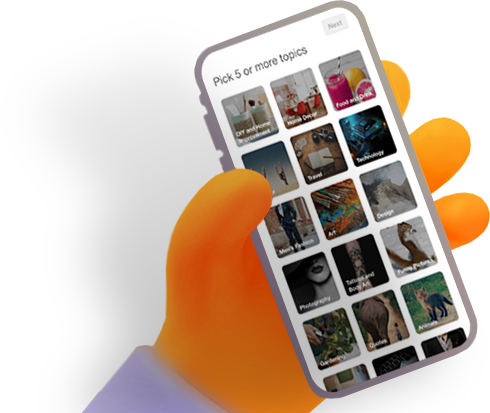 Next
Pick 5 or more topics
DIY and Home
Improvement
Home Decor
Food and Drink
Travel
Technology
Men's Fashion
Art
Design
Photography
Tattoos and
Body Art
Funny Pictures
Gardening
Quotes
Animals